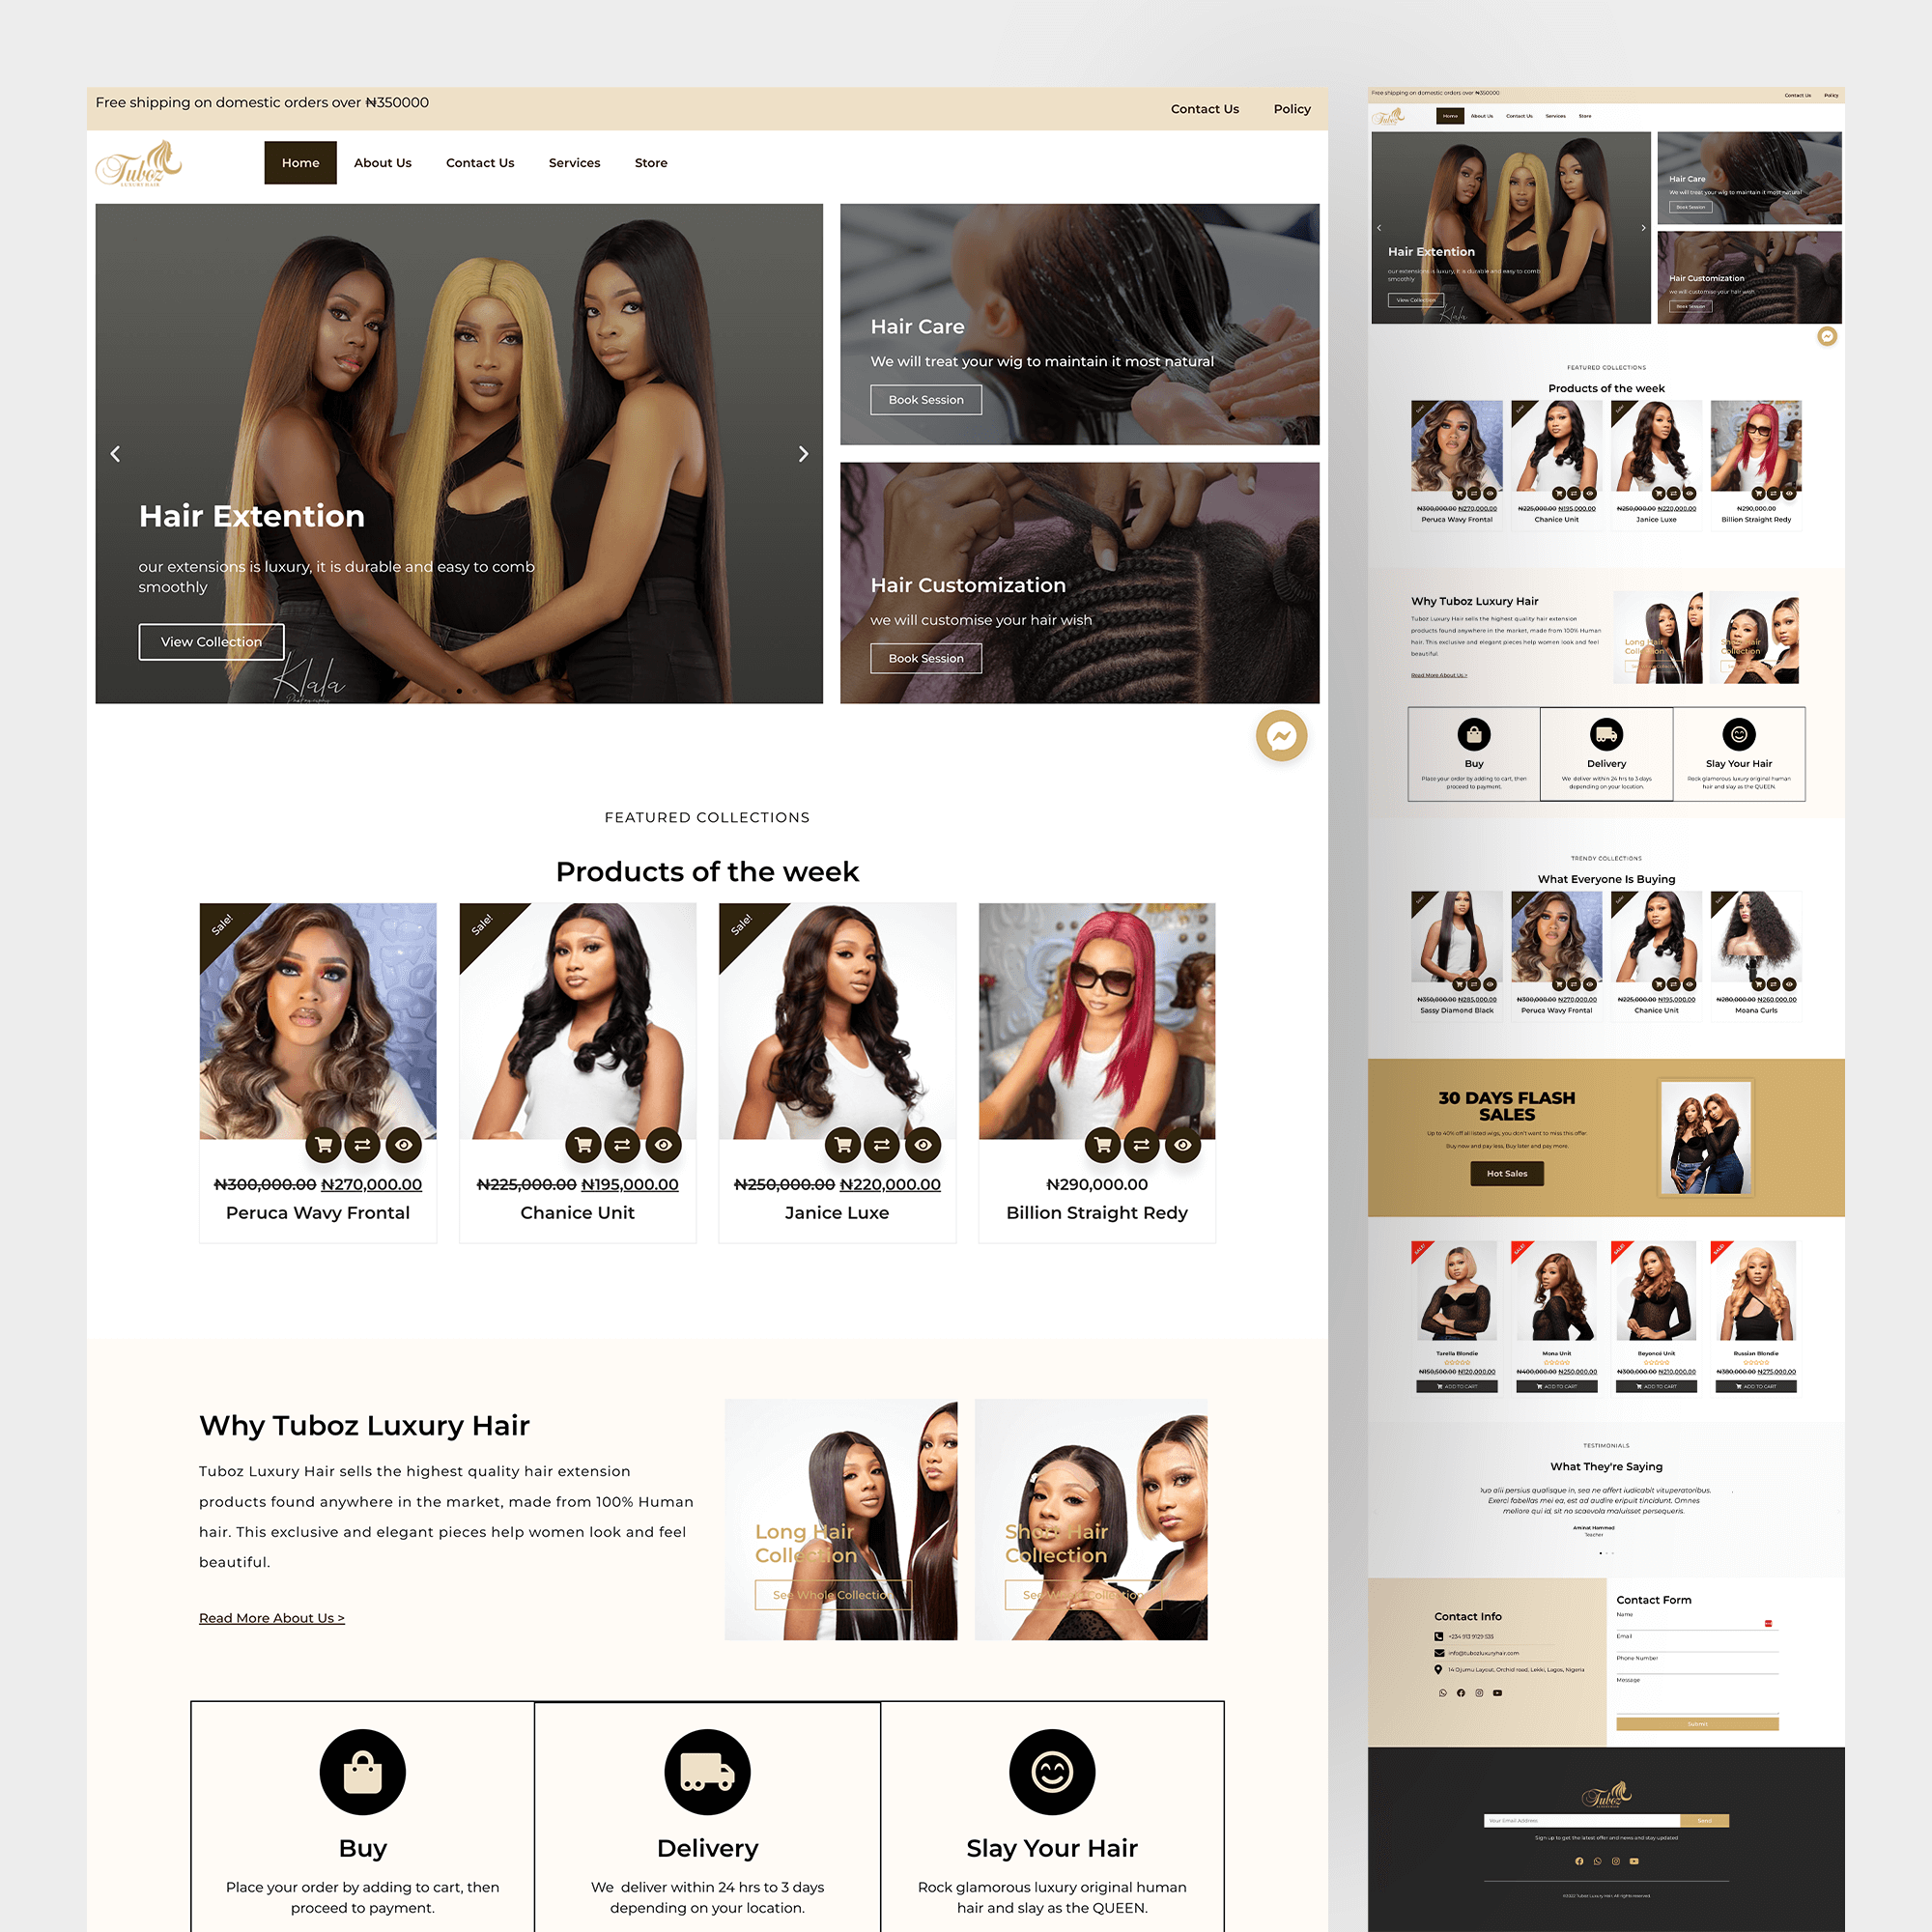 Free shipping on domestic orders over ₦350000
Contact Us Policy
Tuboz
LUXURY HAIR
Home About Us Contact Us Services Store
Hair Extention
our extensions is luxury, it is durable and easy to comb
smoothly
View Collection
Klala
Photography
Hair Care
We will treat your wig to maintain it most natural
Book Session
Hair Customization
we will customise your hair wish
Book Session
FEATURED COLLECTIONS
Products of the week
Sale! Sale! Sale!
₦300,000.00 ₦270,000.00 ₦225,000.00 ₦195,000.00 ₦250,000.00 ₦220,000.00 ₦290,000.00
Peruca Wavy Frontal Chanice Unit Janice Luxe Billion Straight Redy
Why Tuboz Luxury Hair
Tuboz Luxury Hair sells the highest quality hair extension
products found anywhere in the market, made from 100% Human
hair. This exclusive and elegant pieces help women look and feel
beautiful.
Read More About Us >
Long Hair
Collection
See Whole Collection
Short Hair
Collection
See Whole Collection
Buy
Place your order by adding to cart, then
proceed to payment.
Delivery
We deliver within 24 hrs to 3 days
depending on your location.
Slay Your Hair
Rock glamorous luxury original human
hair and slay as the QUEEN.
Free shipping on domestic orders over ₦350000
Contact Us Policy
Tuboz
Home About Us Contact Us Services Store
Hair Extention
our extensions is luxury, it is durable and easy to comb
smoothly
View Collection
Klala
Hair Care
We will treat your wig to maintain it most natural
Book Session
Hair Customization
we will customise your hair wish
Book Session
FEATURED COLLECTIONS
Products of the week
Sale! Sale! Sale!
₦300,000.00 ₦270,000.00 ₦225,000.00 ₦195,000.00 ₦250,000.00 ₦220,000.00 ₦290,000.00
Peruca Wavy Frontal Chanice Unit Janice Luxe Billion Straight Redy
Why Tuboz Luxury Hair
Tuboz Luxury Hair sells the highest quality hair extension
products found anywhere in the market, made from 100% Human
hair. This exclusive and elegant pieces help women look and feel
beautiful.
Read More About Us >
Long Hair
Collection
Short Hair
Collection
Buy
Place your order by adding to cart, then
proceed to payment.
Delivery
We deliver within 24 hrs to 3 days
depending on your location.
Slay Your Hair
Rock glamorous luxury original human
hair and slay as the QUEEN.
TRENDY COLLECTIONS
What Everyone Is Buying
Sale! Sale! Sale! Sale!
₦350,000.00 ₦285,000.00 ₦300,000.00 ₦270,000.00 ₦225,000.00 ₦195,000.00 ₦280,000.00 ₦260,000.00
Sassy Diamond Black Peruca Wavy Frontal Chanice Unit Moana Curls
30 DAYS FLASH
SALES
Up to 40% off all listed wigs, you don't want to miss this offer.
Buy now and pay less, Buy later and pay more.
Hot Sales
SALE! SALE! SALE! SALE!
Tarella Blondie Mona Unit Beyoncé Unit Russian Blondie
₦150,500.00 ₦120,000.00 ₦400,000.00 ₦250,000.00 ₦300,000.00 ₦210,000.00 ₦380,000.00 ₦275,000.00
ADD TO CART ADD TO CART ADD TO CART ADD TO CART
TESTIMONIALS
What They're Saying
uo alii persius qualisque in, sea ne offert iudicabit vituperatoribus.
Exerci fabellas mei ea, est ad audire eripuit tincidunt. Omnes
meliore qui id, sit no scaevola maluisset persequeris.
Aminat Hammed
Teacher
Contact Info
+234 913 9129 535
info@tubozluxuryhair.com
14 Ojumu Layout, Orchid road, Lekki, Lagos, Nigeria
Contact Form
Name
Email
Phone Number
Message
Submit
Tuboz
Your Email Address Send
Sign up to get the latest offer and news and stay updated
©2022 Tuboz Luxury Hair. All rights reserved.